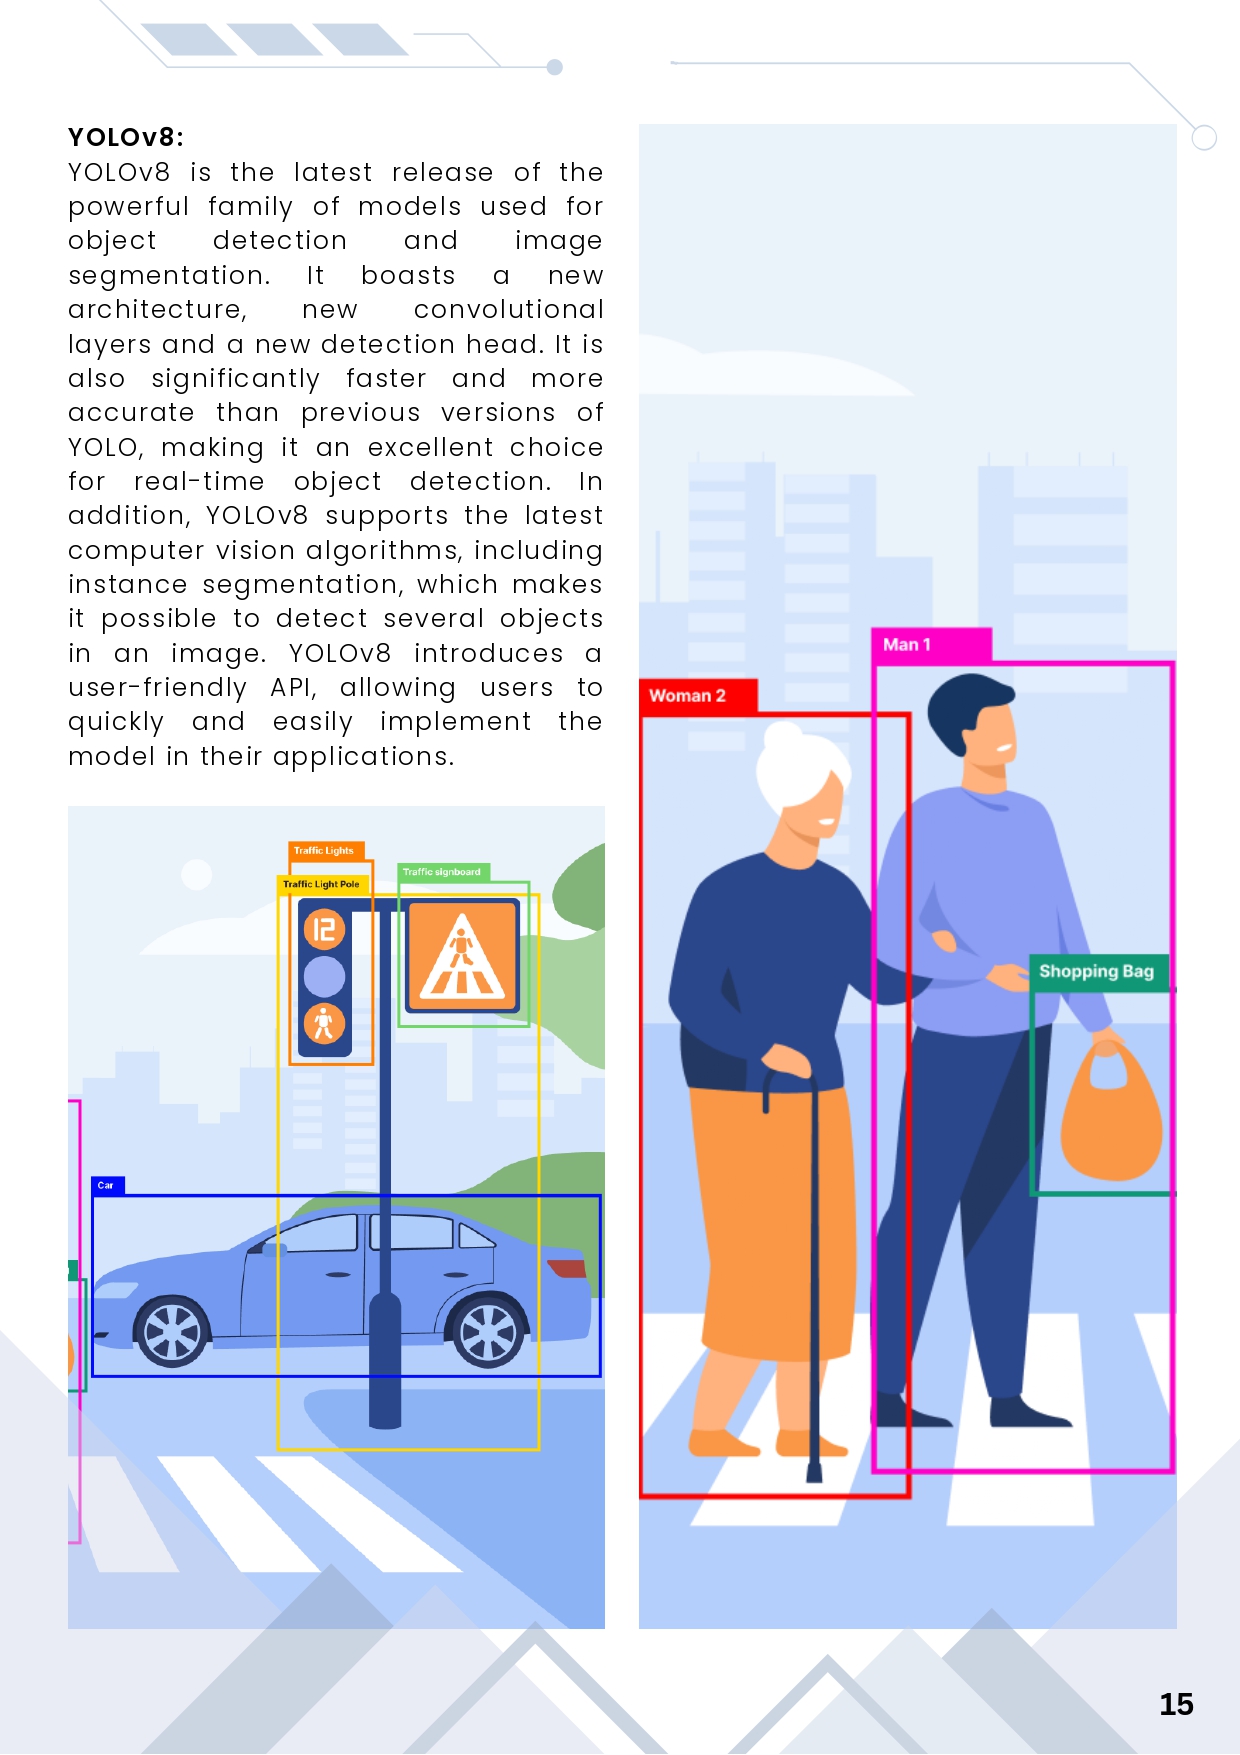 YOLOv8:
YOLOv8 is the latest release of the
powerful family of models used for
object detection and image
segmentation. It boasts a new
architecture, new convolutional
layers and a new detection head. It is
also significantly faster and more
accurate than previous versions of
YOLO, making it an excellent choice
for real-time object detection. In
addition, YOLOv8 supports the latest
computer vision algorithms, including
instance segmentation, which makes
it possible to detect several objects
in an image. YOLOv8 introduces a
user-friendly API, allowing users to
quickly and easily implement the
model in their applications.
Traffic Lights
Traffic signboard
Traffic Light Pole
12
Car
Man 1
Woman 2
Shopping Bag
15